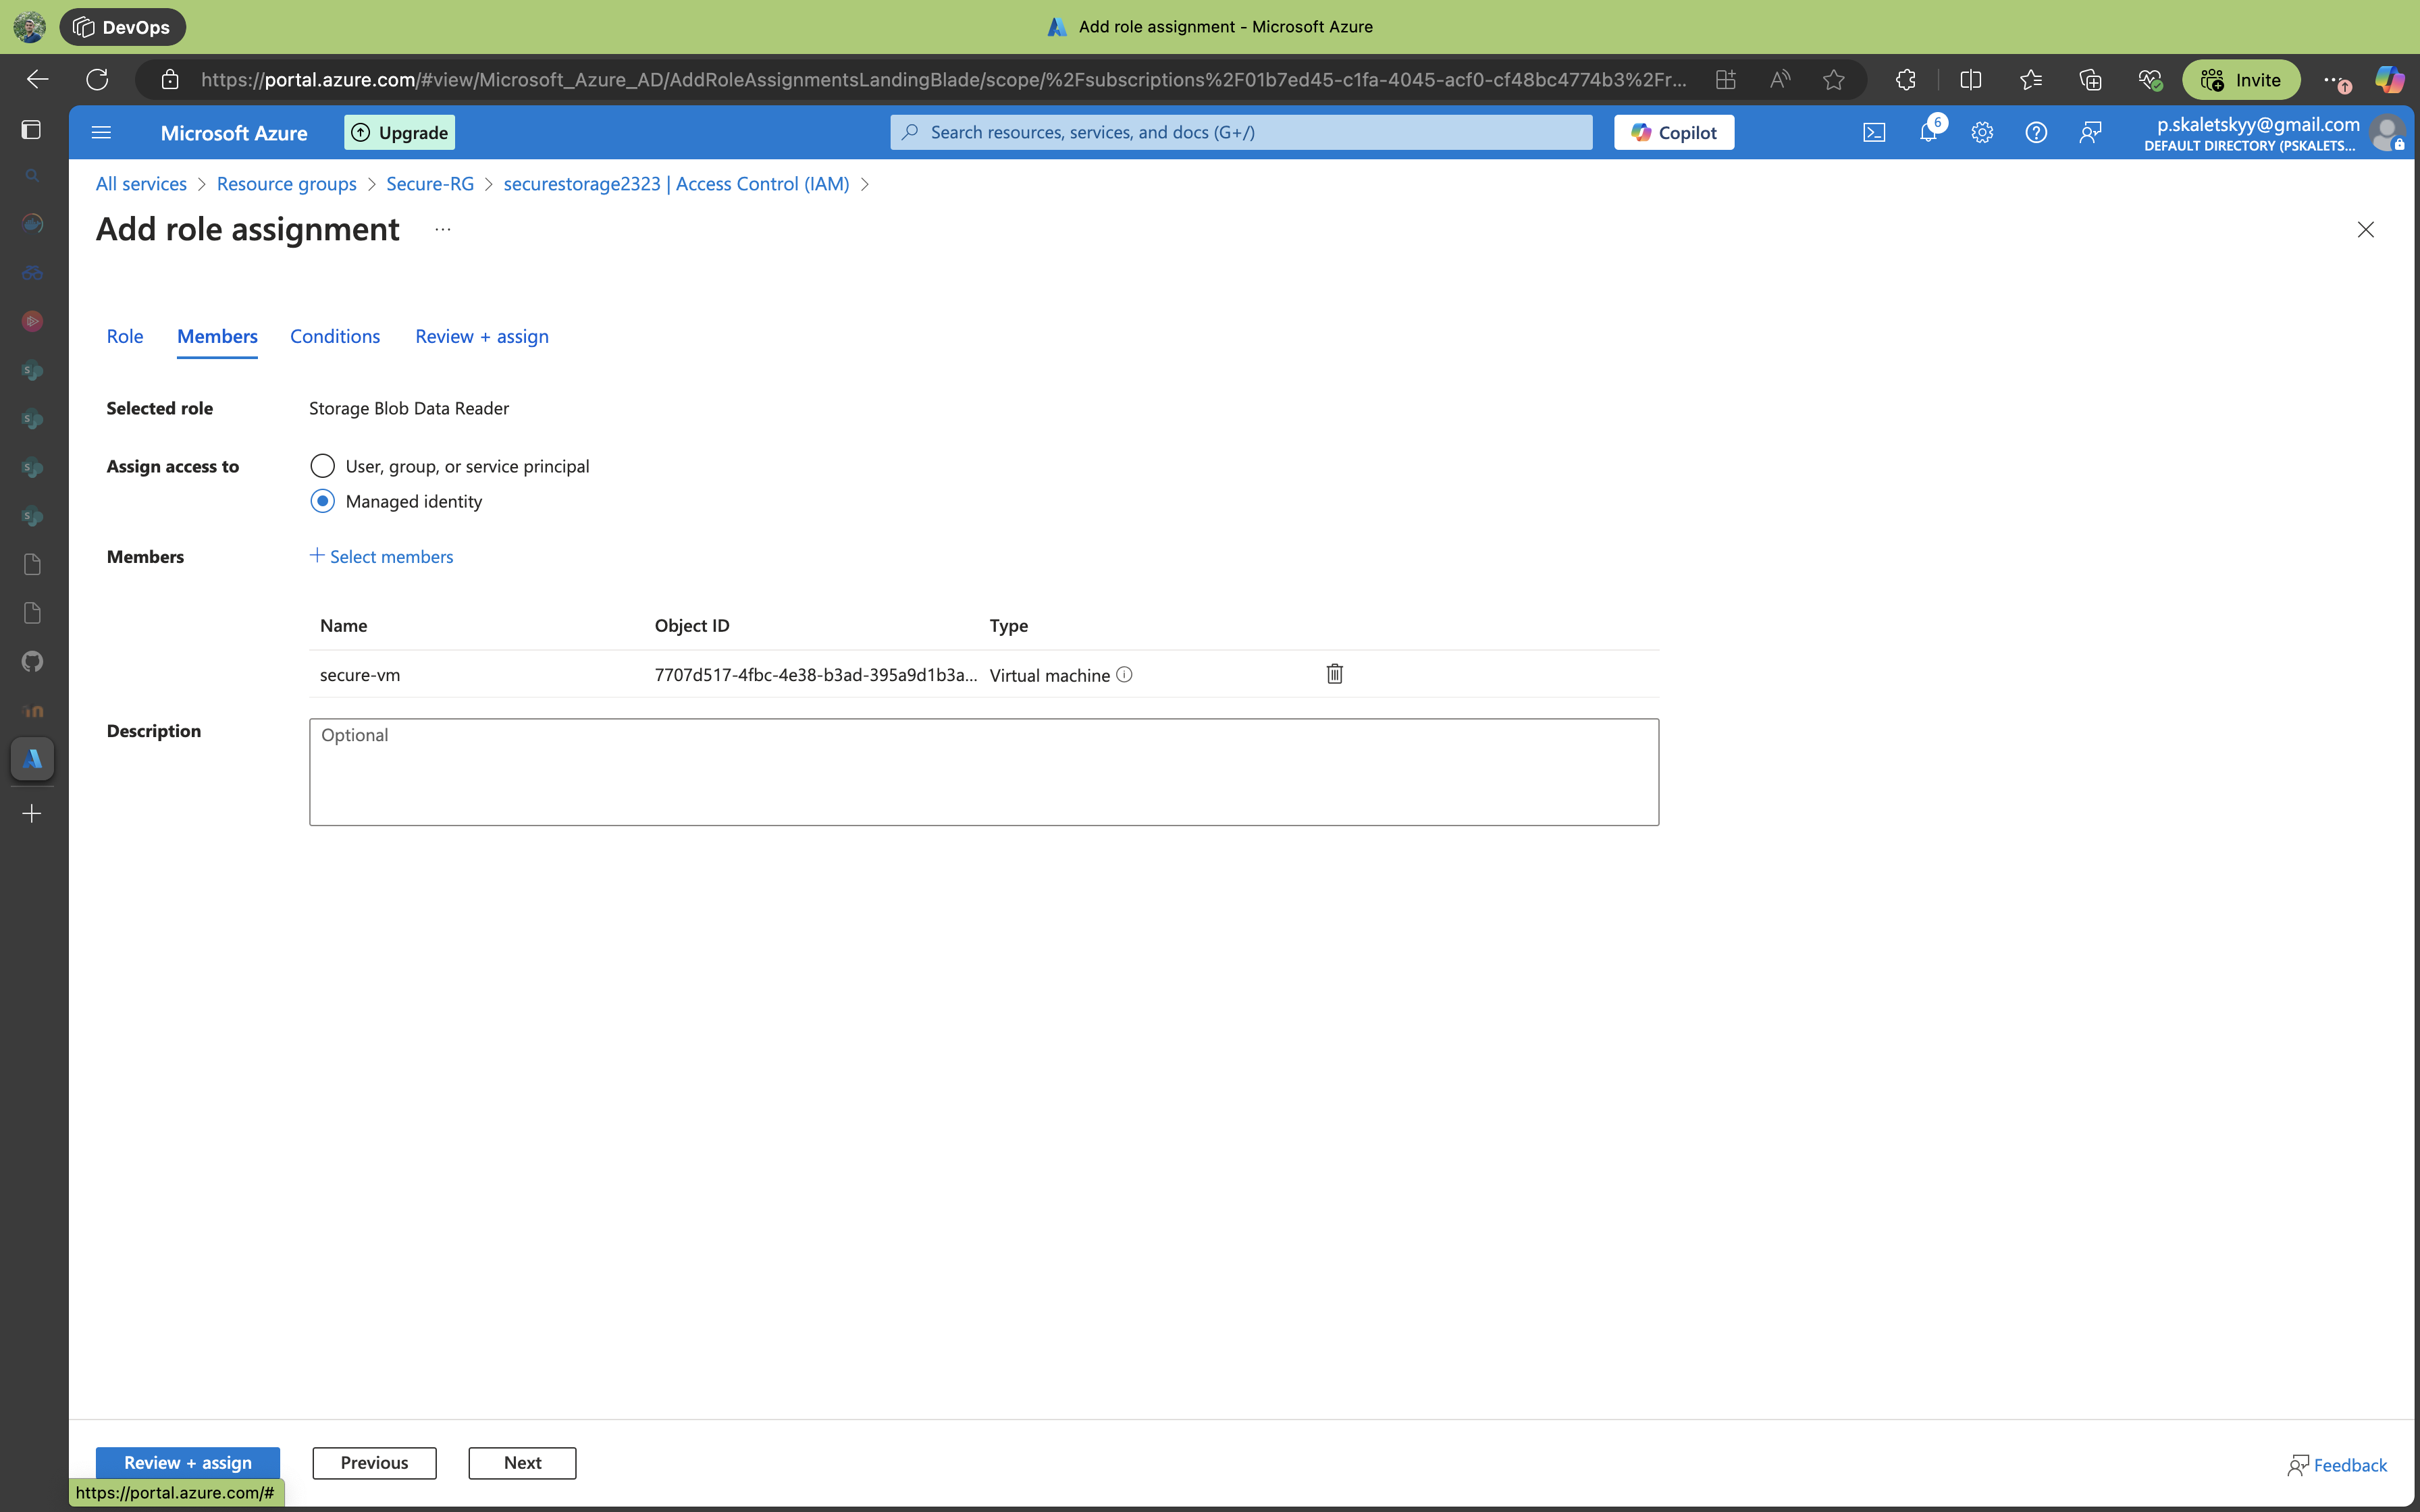 DevOps
Add role assignment - Microsoft Azure
https://portal.azure.com/#view/Microsoft_Azure_AD/AddRoleAssignmentsLandingBlade/scope/%2Fsubscriptions%2F01b7ed45-c1fa-4045-acf0-cf48bc4774b3%2Fr...
Invite
Microsoft Azure
Upgrade
Search resources, services, and docs (G+/)
Copilot
6
p.skaletskyy@gmail.com
DEFAULT DIRECTORY (PSKALETS...
All services > Resource groups > Secure-RG > securestorage2323 | Access Control (IAM) >
Add role assignment ...
Role Members Conditions Review + assign
Selected role Storage Blob Data Reader
Assign access to User, group, or service principal
Managed identity
Members + Select members
Name Object ID Type
secure-vm 7707d517-4fbc-4e38-b3ad-395a9d1b3a... Virtual machine
Description Optional
Review + assign Previous Next
Feedback
https://portal.azure.com/#